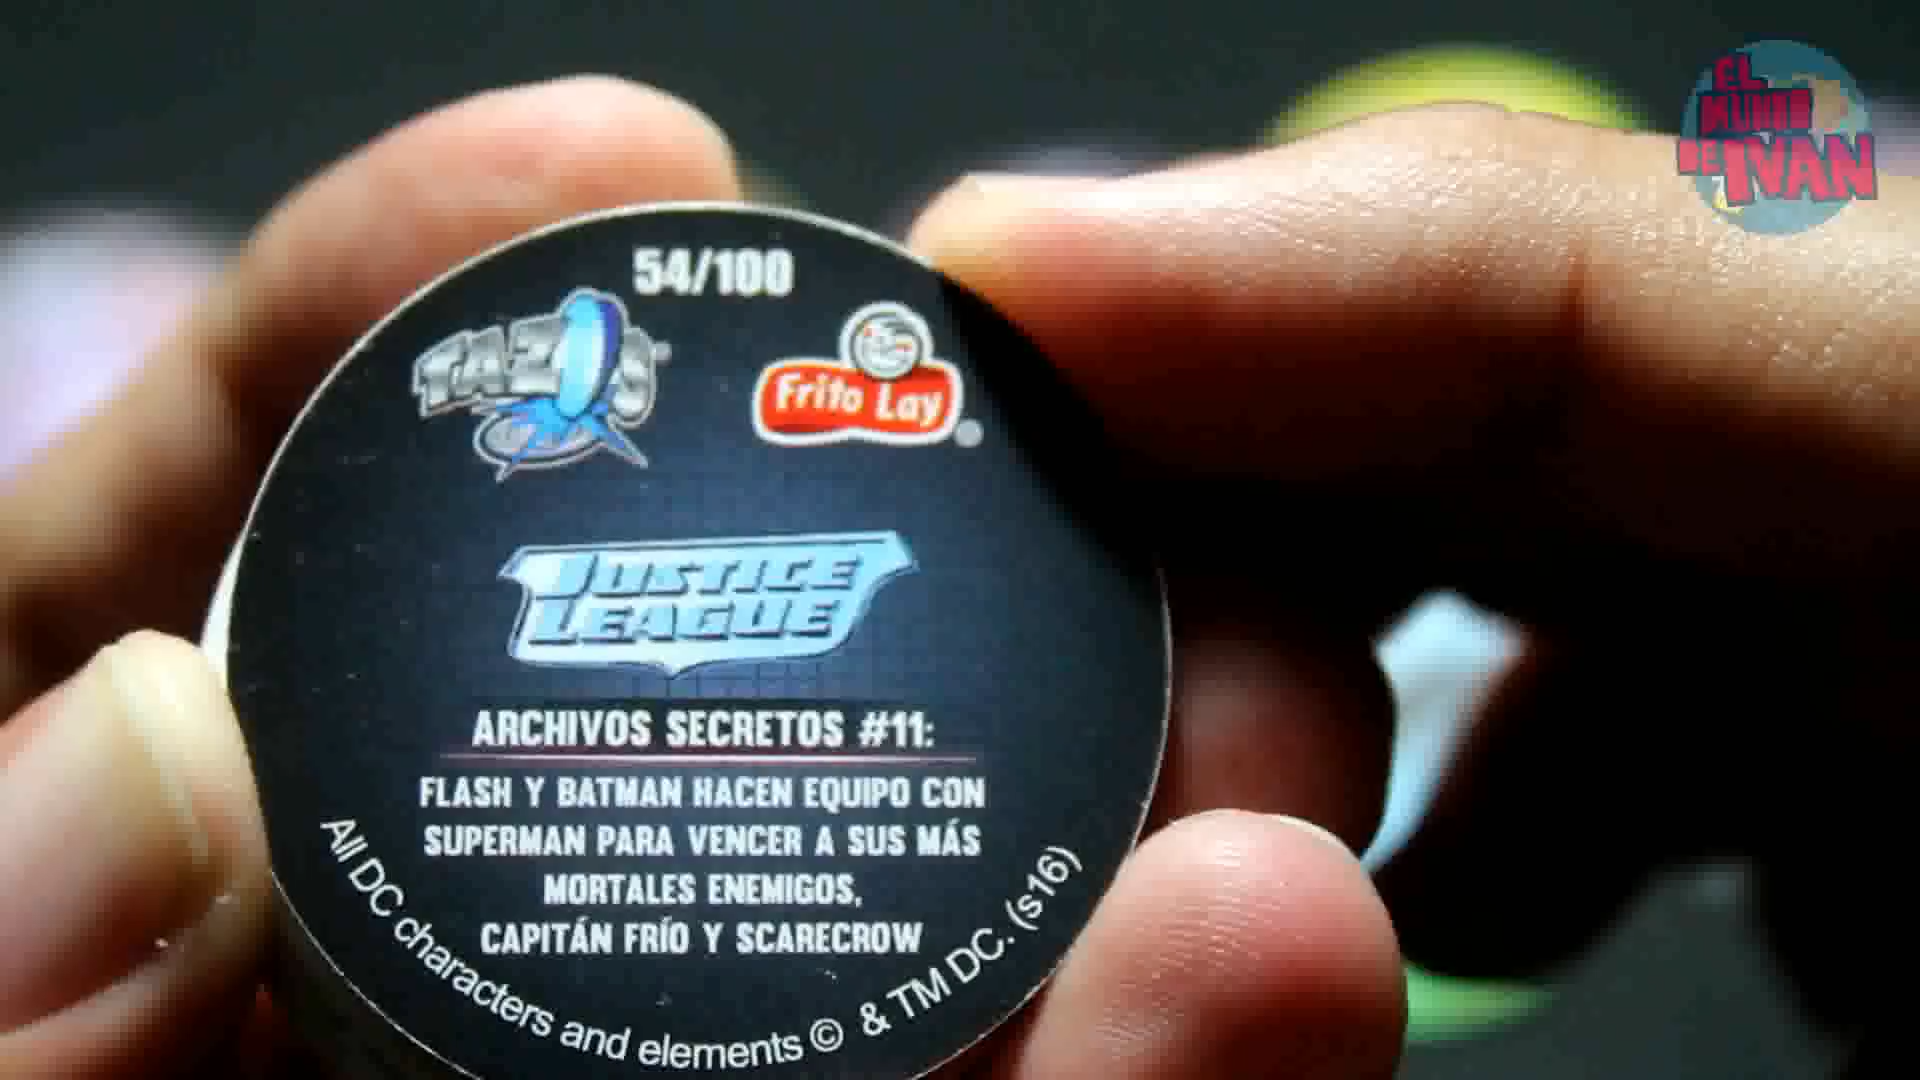 EL
MUNDO
DE IVAN
54/100
TAZOS
Frito Lay
JUSTICE
LEAGUE
ARCHIVOS SECRETOS #11:
FLASH Y BATMAN HACEN EQUIPO CON
SUPERMAN PARA VENCER A SUS MÁS
MORTALES ENEMIGOS,
CAPITÁN FRÍO Y SCARECROW
All DC characters and elements © & TM DC. (s16)